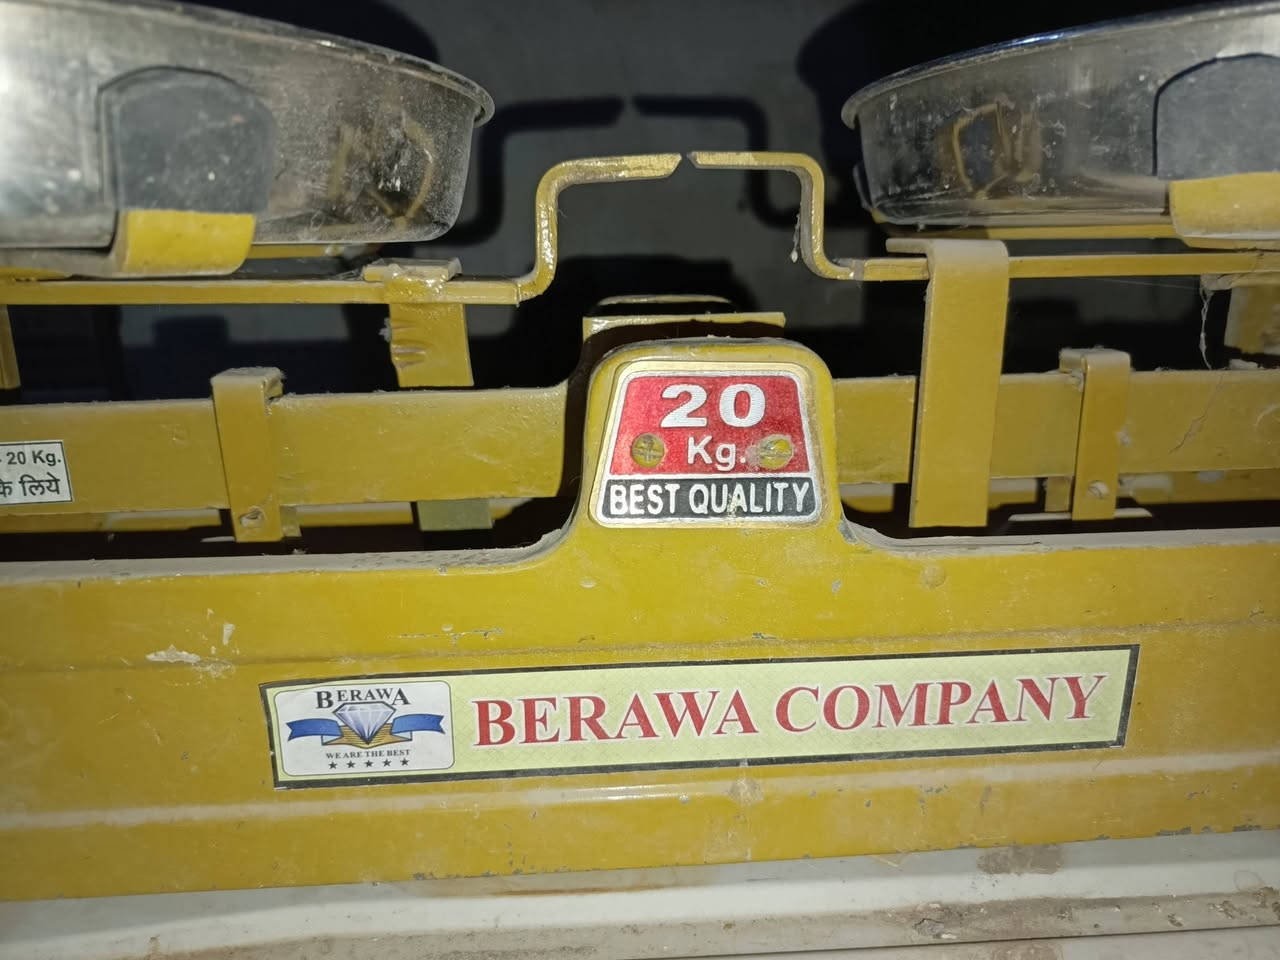 20
Kg.
BEST QUALITY
20 Kg.
के लिये
BERAWA
WE ARE THE BEST
BERAWA COMPANY